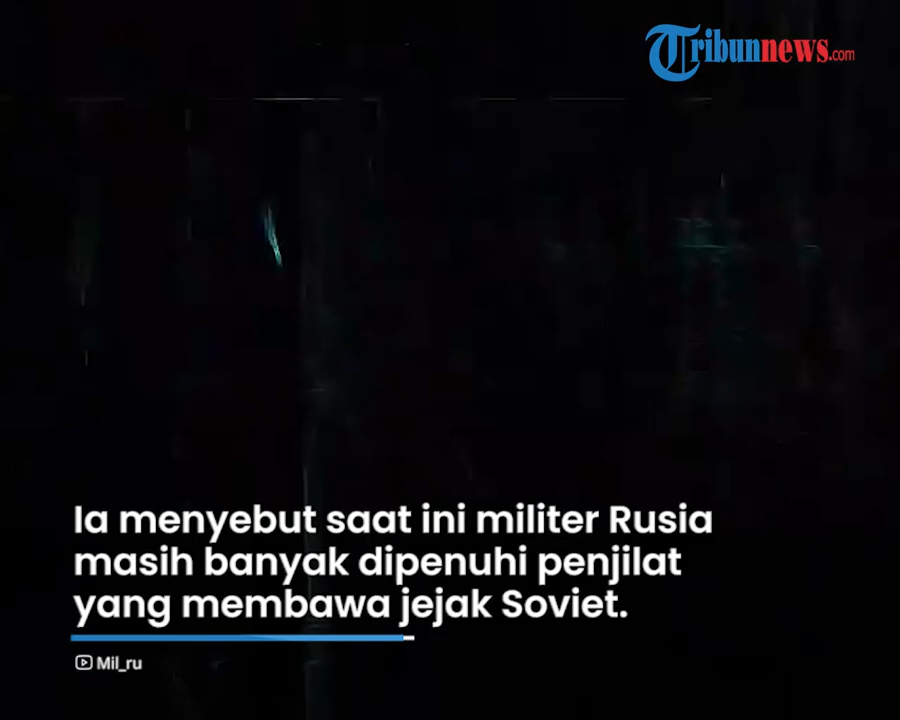 Tribunnews.com
Ia menyebut saat ini militer Rusia
masih banyak dipenuhi penjilat
yang membawa jejak Soviet.
Mil_ru